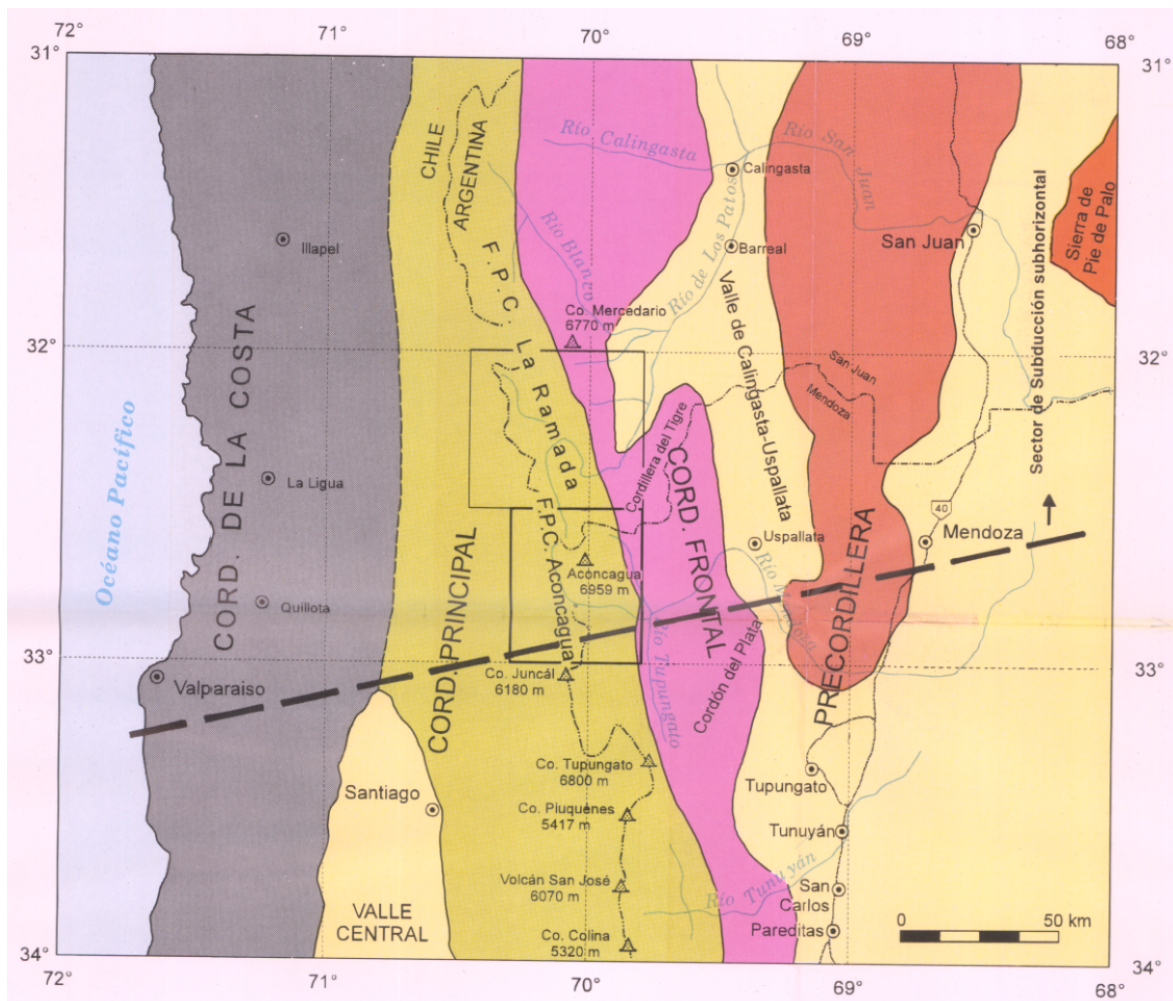 72°
71°
70°
69°
68°
31°
31°
32°
32°
33°
33°
34°
34°
72°
71°
70°
69°
68°
Océano Pacífico
CORD. DE LA COSTA
Illapel
La Ligua
Quillota
Valparaiso
Santiago
VALLE
CENTRAL
CORD. PRINCIPAL
CHILE
ARGENTINA
F. P. C. La Ramada
F.P.C. Aconcagua
Río Calingasta
Río Blanco
Co. Mercedario
6770 m
Aconcagua
6959 m
Co. Juncál
6180 m
Co. Tupungato
6800 m
Co. Piuquenes
5417 m
Volcán San José
6070 m
Co. Colina
5320 m
Río Tupungato
CORD. FRONTAL
Cordillera del Tigre
Cordón del Plata
Río de Los Patos
Calingasta
Barreal
Valle de Calingasta-Uspallata
Uspallata
Río Mendoza
Río San Juan
San Juan
San Juan
Mendoza
PRECORDILLERA
40
Mendoza
Tupungato
Tunuyán
Río Tunuyán
San
Carlos
Pareditas
Sierra de
Pie de Palo
Sector de Subducción subhorizontal
0
50 km